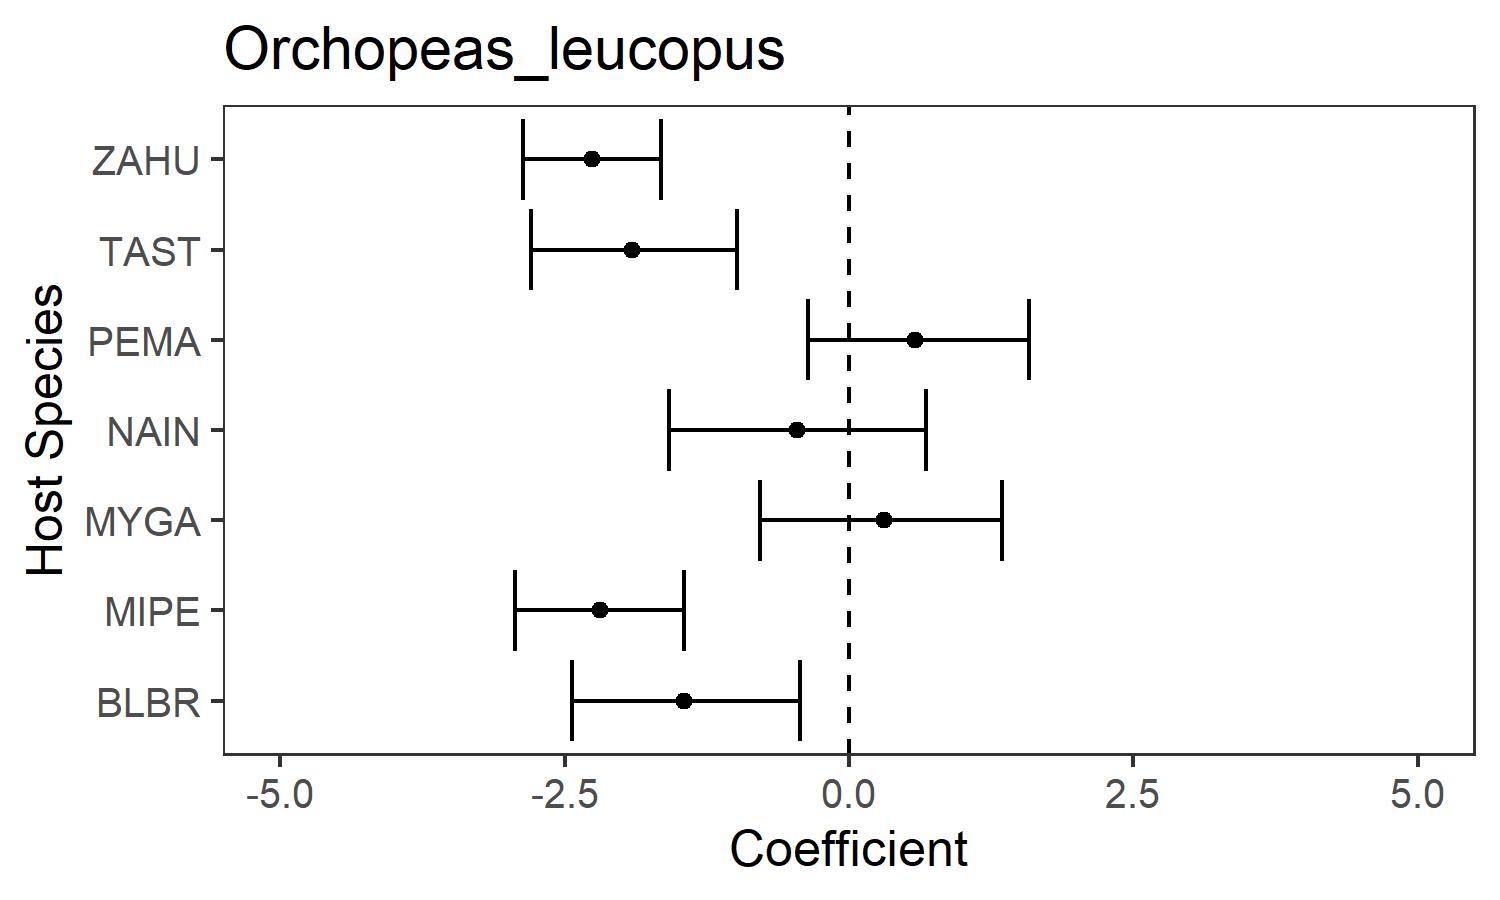 Orchopeas_leucopus
Host Species
ZAHU
TAST
PEMA
NAIN
MYGA
MIPE
BLBR
-5.0 -2.5 0.0 2.5 5.0
Coefficient